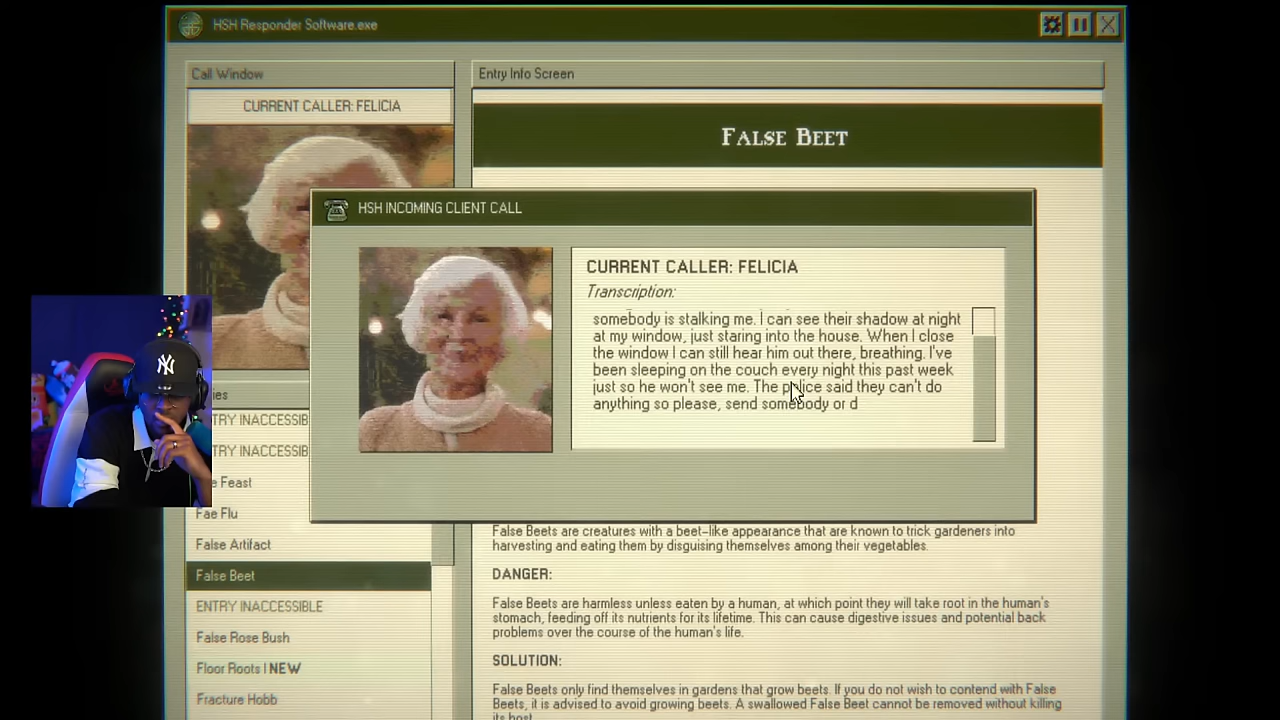 HSH Responder Software.exe
Call Window
Entry Info Screen
CURRENT CALLER: FELICIA
FALSE BEET
HSH INCOMING CLIENT CALL
CURRENT CALLER: FELICIA
Transcription:
somebody is stalking me. I can see their shadow at night
at my window, just staring into the house. When I close
the window I can still hear him out there, breathing. I've
been sleeping on the couch every night this past week
just so he won't see me. The police said they can't do
anything so please, send somebody or d
ENTRY INACCESSIB
ENTRY INACCESSIB
Feast
Fae Flu
False Artifact
False Beet
ENTRY INACCESSIBLE
False Rose Bush
Floor Roots | NEW
Fracture Hobb
False Beets are creatures with a beet-like appearance that are known to trick gardeners into
harvesting and eating them by disguising themselves among their vegetables.
DANGER:
False Beets are harmless unless eaten by a human, at which point they will take root in the human's
stomach, feeding off its nutrients for its lifetime. This can cause digestive issues and potential back
problems over the course of the human's life.
SOLUTION:
False Beets only find themselves in gardens that grow beets. If you do not wish to contend with False
Beets, it is advised to avoid growing beets. A swallowed False Beet cannot be removed without killing
its host.